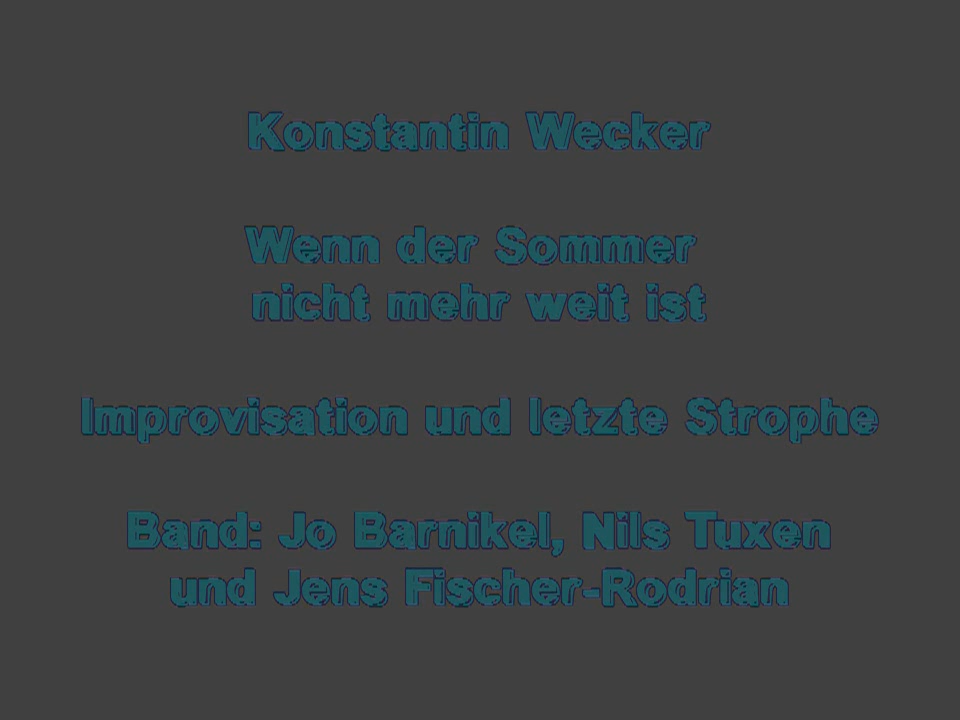 Konstantin Wecker
Wenn der Sommer
nicht mehr weit ist
Improvisation und letzte Strophe
Band: Jo Barnikel, Nils Tuxen
und Jens Fischer-Rodrian